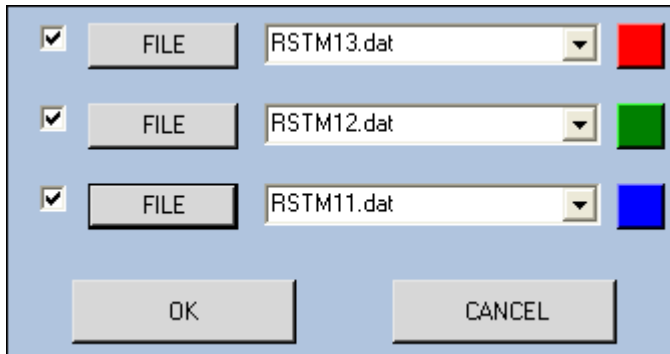 FILE RSTM13.dat
FILE RSTM12.dat
FILE RSTM11.dat
OK CANCEL